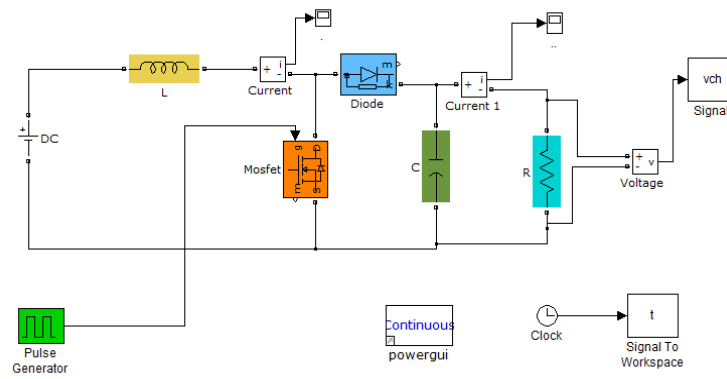 .
..
i
+
-
Current
L
m
a
k
Diode
i
+
-
Current 1
vch
Signal
+
DC
Mosfet
g
D
m
S
C
R
+
-
v
Voltage
Pulse
Generator
Continuous
powergui
Clock
t
Signal To
Workspace